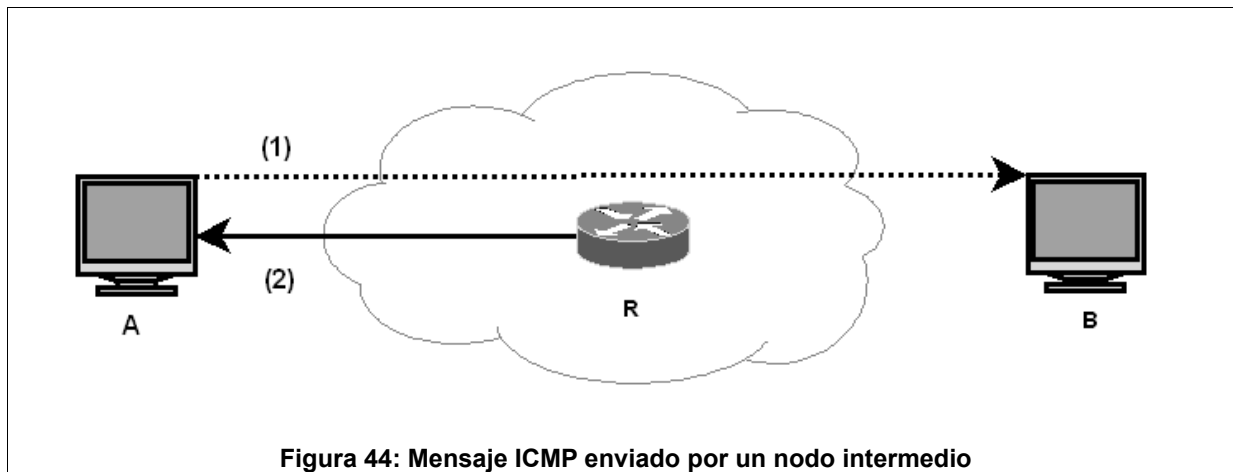 (1)
(2)
A
R
B
Figura 44: Mensaje ICMP enviado por un nodo intermedio